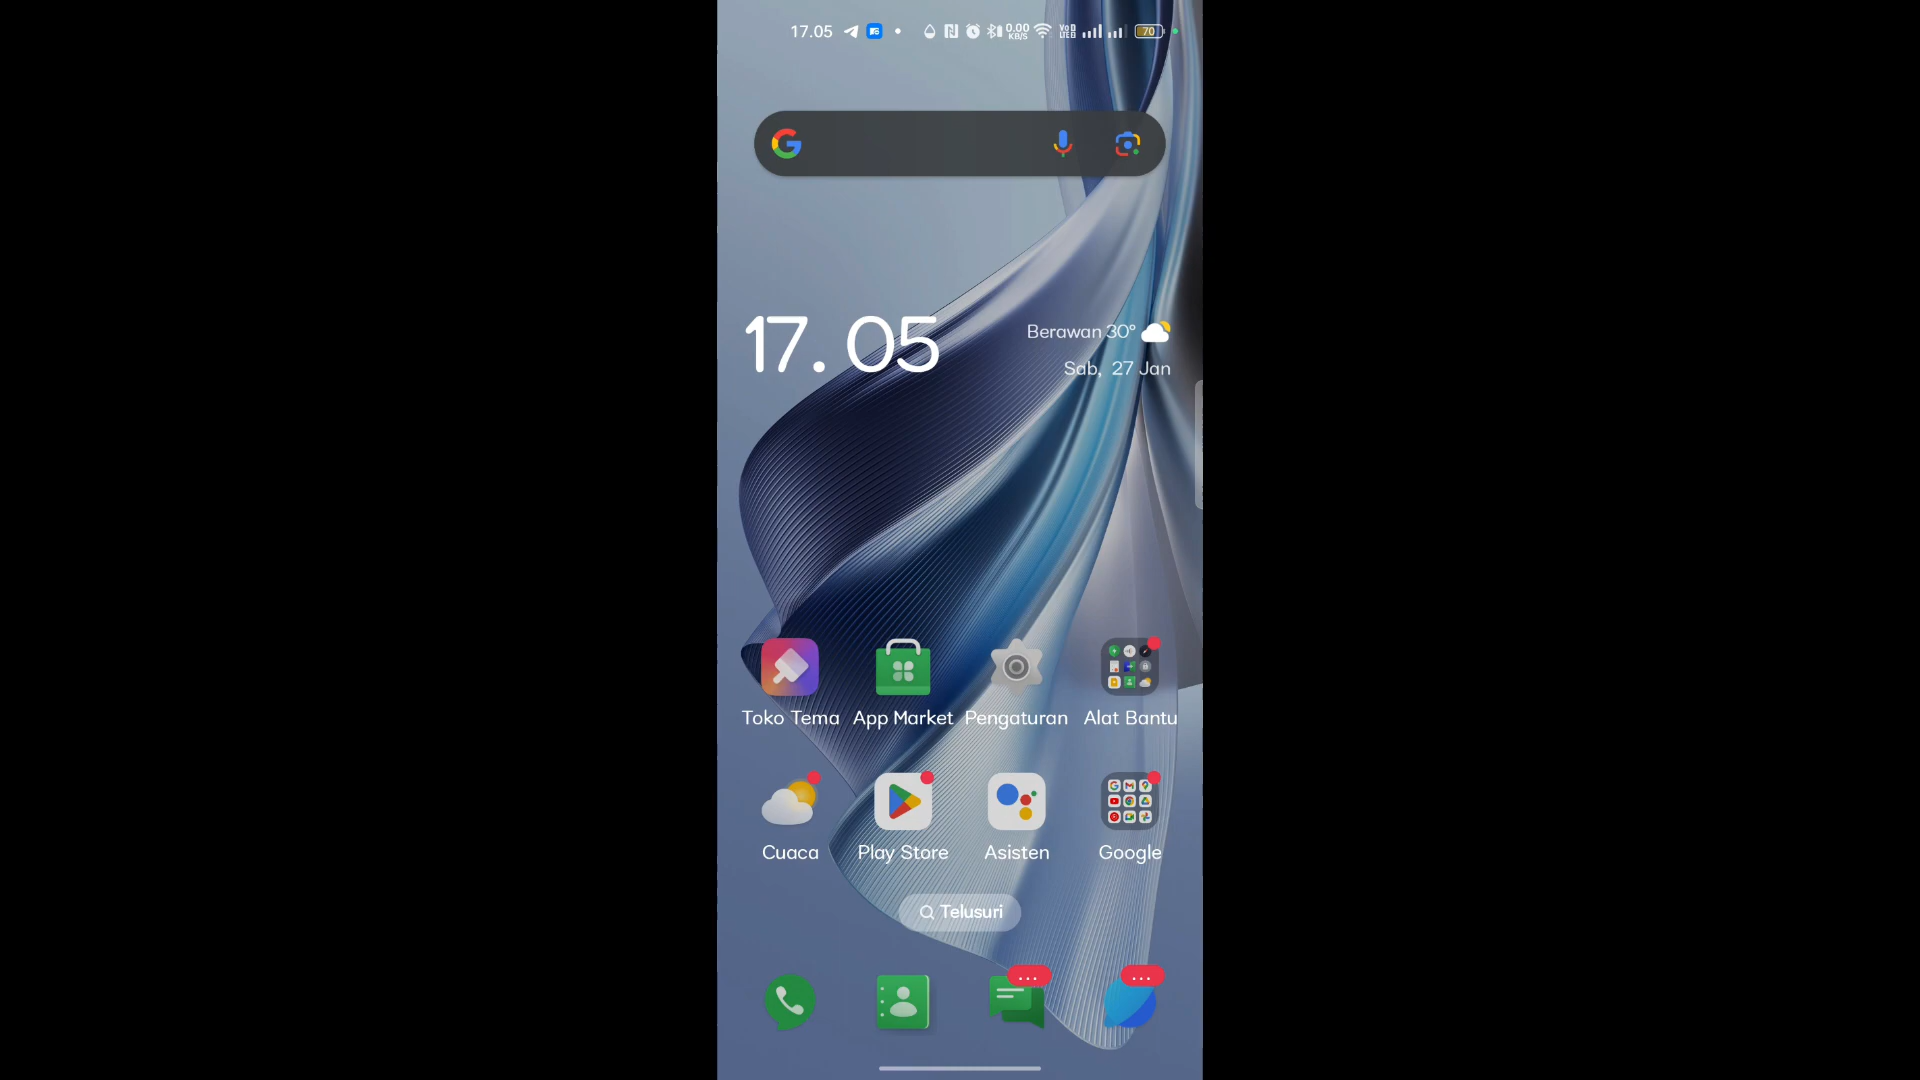 17.05
0.00
KB/S
70
17.05
Berawan 30°
Sab, 27 Jan
Toko Tema
App Market
Pengaturan
Alat Bantu
Cuaca
Play Store
Asisten
Google
Telusuri